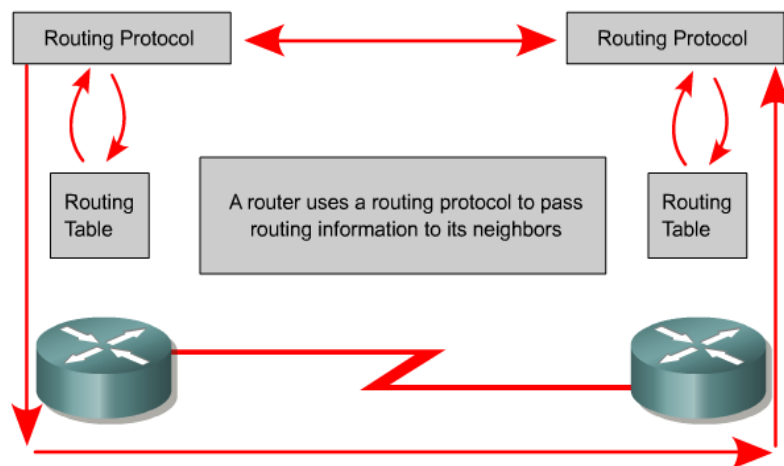 Routing Protocol
Routing Protocol
Routing
Table
A router uses a routing protocol to pass
routing information to its neighbors
Routing
Table